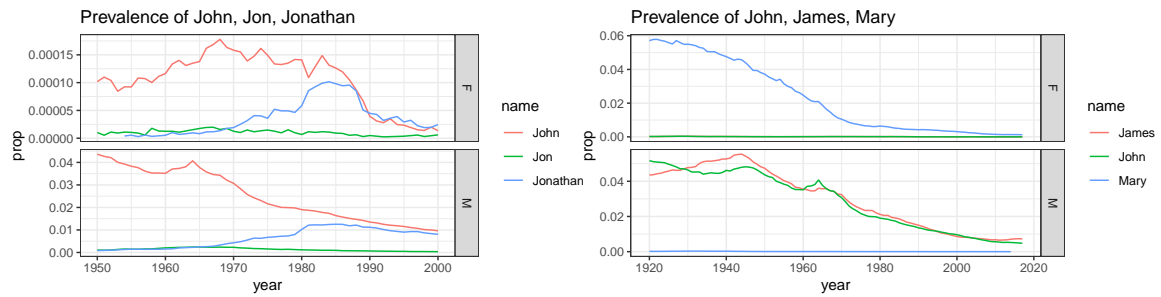 Prevalence of John, Jon, Jonathan
0.00015
0.00010
0.00005
0.00000
F
0.04
0.03
0.02
0.01
0.00
M
prop
1950 1960 1970 1980 1990 2000
year
name
John
Jon
Jonathan
Prevalence of John, James, Mary
0.06
0.04
0.02
0.00
F
0.04
0.02
0.00
M
prop
1920 1940 1960 1980 2000 2020
year
name
James
John
Mary